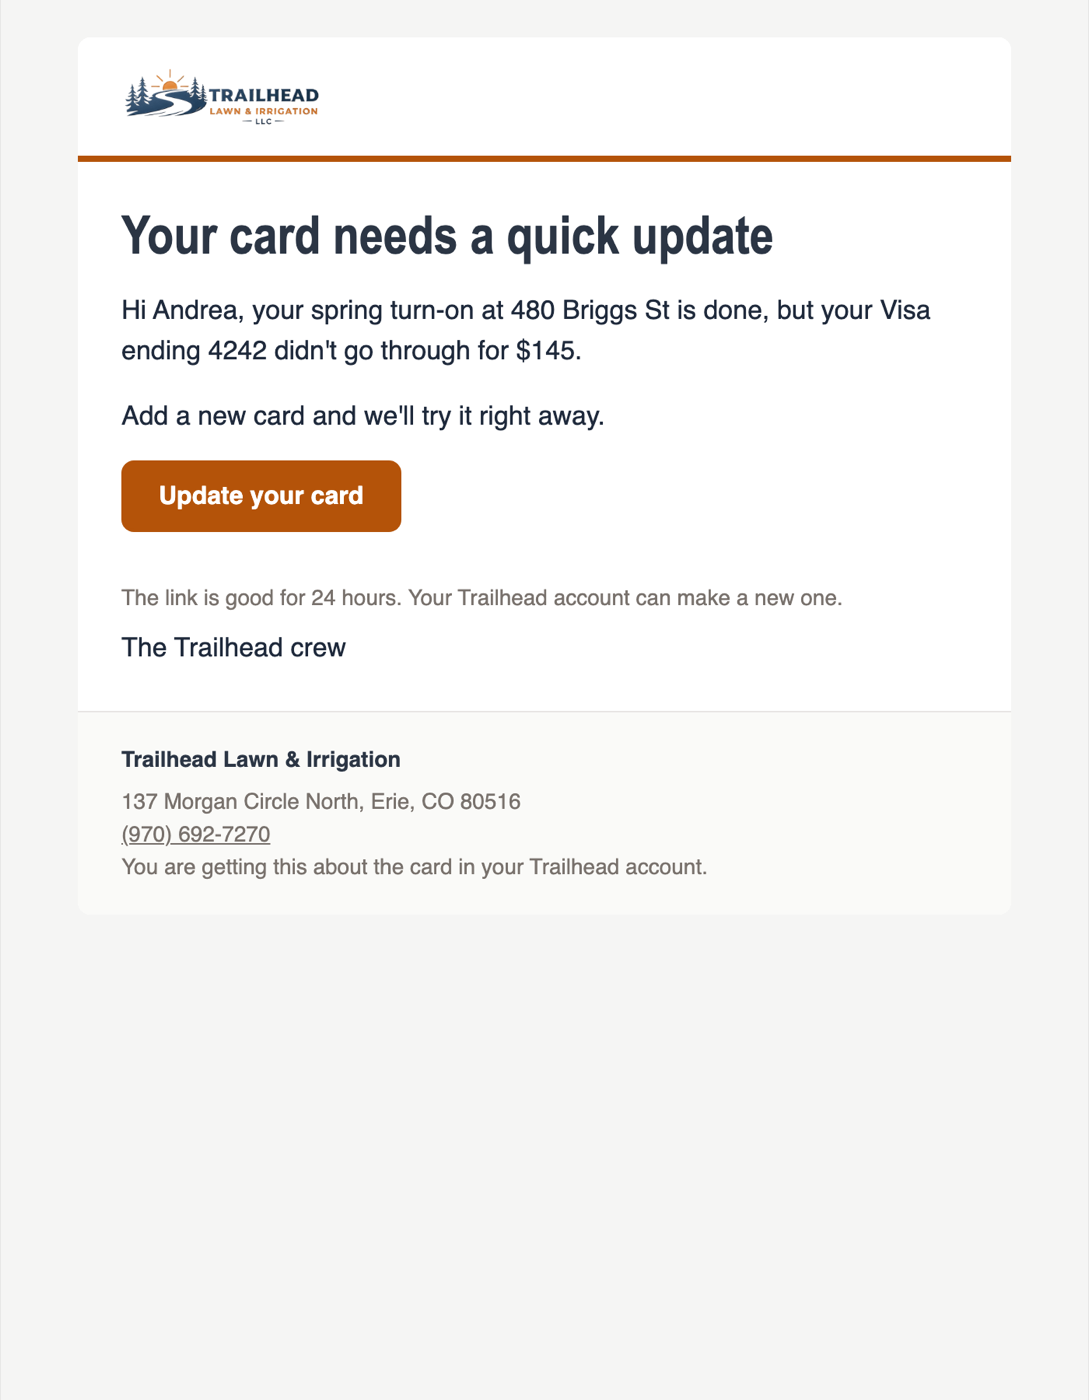 TRAILHEAD
LAWN & IRRIGATION
LLC
Your card needs a quick update
Hi Andrea, your spring turn-on at 480 Briggs St is done, but your Visa
ending 4242 didn't go through for $145.
Add a new card and we'll try it right away.
Update your card
The link is good for 24 hours. Your Trailhead account can make a new one.
The Trailhead crew
Trailhead Lawn & Irrigation
137 Morgan Circle North, Erie, CO 80516
(970) 692-7270
You are getting this about the card in your Trailhead account.